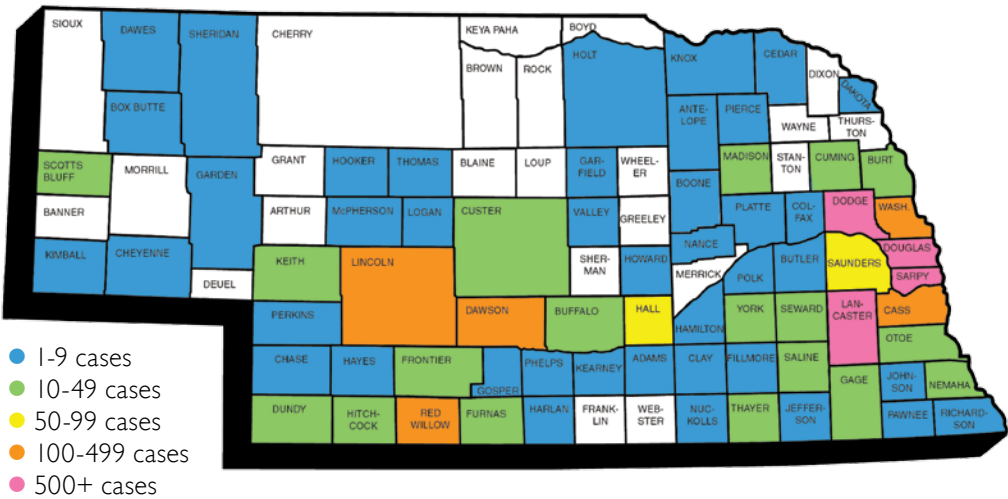 SIOUX
DAWES
SHERIDAN
CHERRY
KEYA PAHA
BOYD
HOLT
KNOX
CEDAR
DIXON
DAKOTA
BROWN
ROCK
BOX BUTTE
ANTE-
LOPE
PIERCE
WAYNE
THURS-
TON
SCOTTS
BLUFF
MORRILL
GARDEN
GRANT
HOOKER
THOMAS
BLAINE
LOUP
GAR-
FIELD
WHEEL-
ER
BOONE
MADISON
STAN-
TON
CUMING
BURT
BANNER
ARTHUR
McPHERSON
LOGAN
CUSTER
VALLEY
GREELEY
PLATTE
COL-
FAX
DODGE
WASH.
KIMBALL
CHEYENNE
DEUEL
KEITH
LINCOLN
SHER-
MAN
HOWARD
NANCE
MERRICK
POLK
BUTLER
SAUNDERS
DOUGLAS
SARPY
PERKINS
DAWSON
BUFFALO
HALL
HAMILTON
YORK
SEWARD
LAN-
CASTER
CASS
OTOE
CHASE
HAYES
FRONTIER
GOSPER
PHELPS
KEARNEY
ADAMS
CLAY
FILLMORE
SALINE
GAGE
JOHN-
SON
NEMAHA
DUNDY
HITCH-
COCK
RED
WILLOW
FURNAS
HARLAN
FRANK-
LIN
WEB-
STER
NUC-
KOLLS
THAYER
JEFFER-
SON
PAWNEE
RICHARD-
SON
1-9 cases
10-49 cases
50-99 cases
100-499 cases
500+ cases